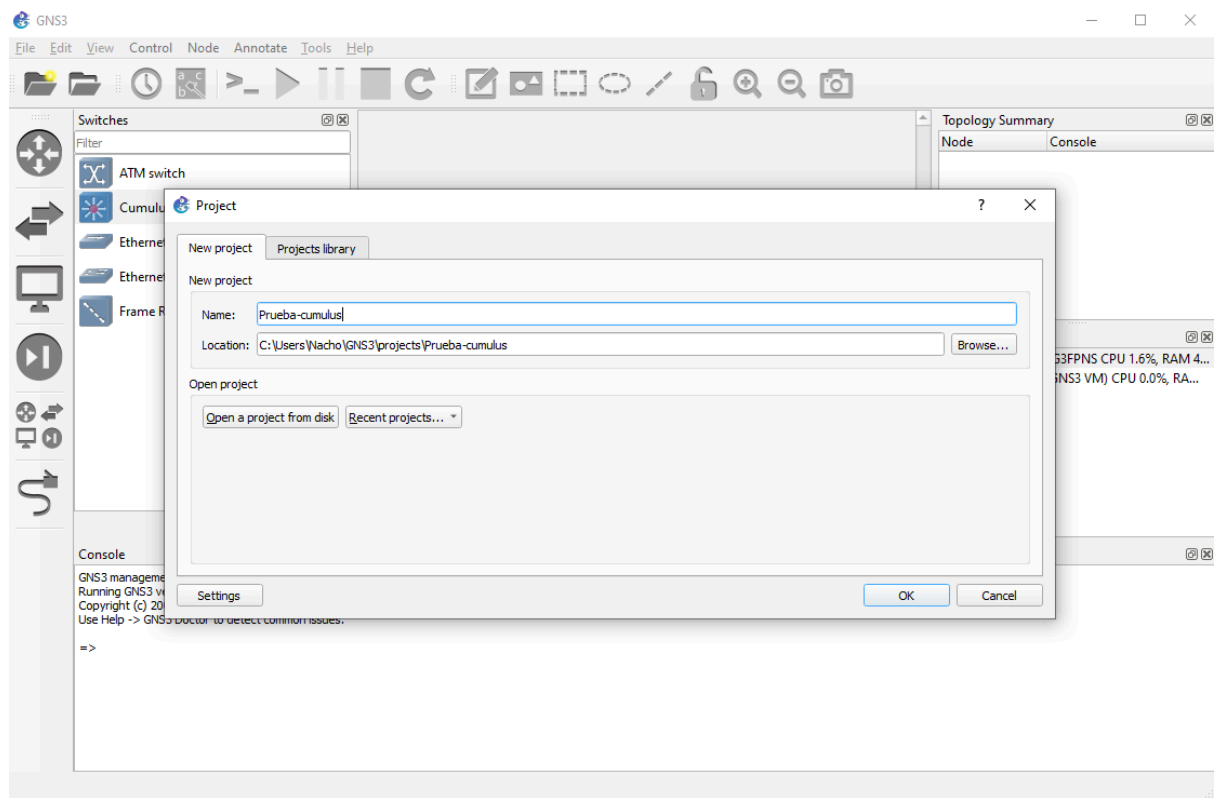 GNS3
File Edit View Control Node Annotate Tools Help
Switches
Filter
ATM switch
Cumulu
Etherne
Etherne
Frame R
Topology Summary
Node Console
Project
?
New project Projects library
New project
Name: Prueba-cumulus
Location: C:\Users\Nacho\GNS3\projects\Prueba-cumulus Browse...
Open project
Open a project from disk Recent projects...
Settings OK Cancel
G3FPNS CPU 1.6%, RAM 4...
GNS3 VM) CPU 0.0%, RA...
Console
GNS3 manageme
Running GNS3 ve
Copyright (c) 20
Use Help -> GNS3 Doctor to detect common issues.
=>